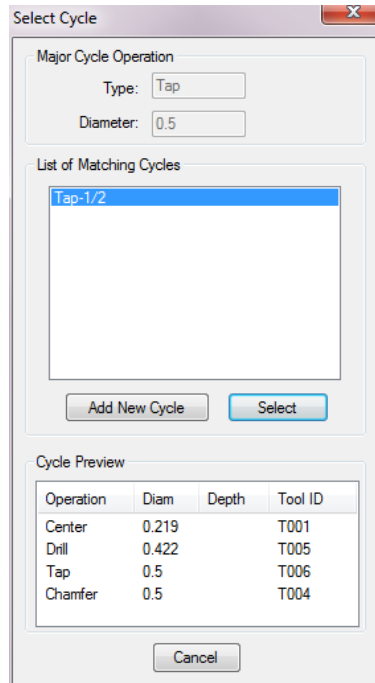 Select Cycle
Major Cycle Operation
Type: Tap
Diameter: 0.5
List of Matching Cycles
Tap-1/2
Add New Cycle Select
Cycle Preview
Operation Diam Depth Tool ID
Center 0.219 T001
Drill 0.422 T005
Tap 0.5 T006
Chamfer 0.5 T004
Cancel